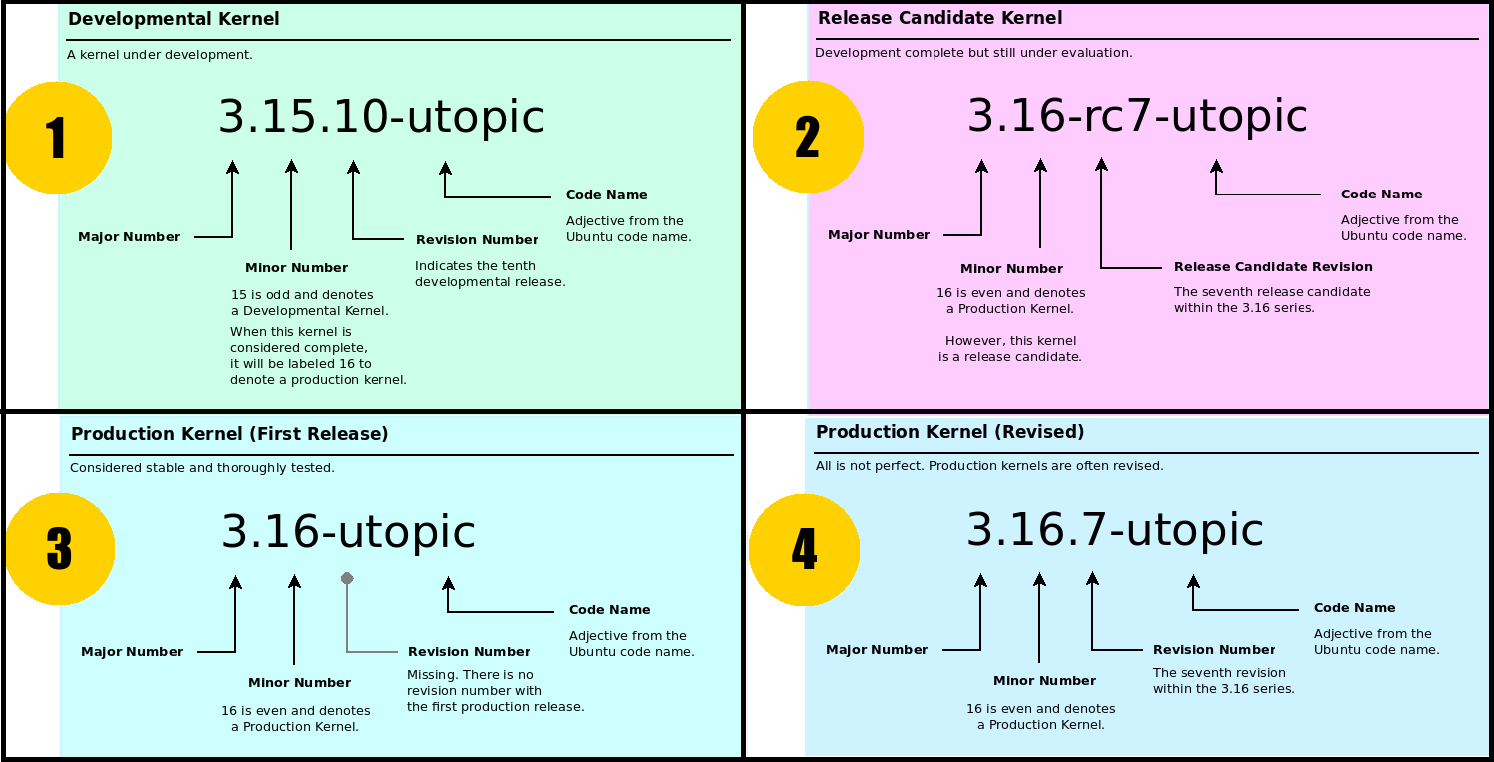 Developmental Kernel
A kernel under development.
1
3.15.10-utopic
Code Name
Adjective from the
Ubuntu code name.
Major Number
Revision Number
Indicates the tenth
developmental release.
Minor Number
15 is odd and denotes
a Developmental Kernel.
When this kernel is
considered complete,
it will be labeled 16 to
denote a production kernel.
Release Candidate Kernel
Development complete but still under evaluation.
2
3.16-rc7-utopic
Code Name
Adjective from the
Ubuntu code name.
Major Number
Release Candidate Revision
The seventh release candidate
within the 3.16 series.
Minor Number
16 is even and denotes
a Production Kernel.
However, this kernel
is a release candidate.
Production Kernel (First Release)
Considered stable and thoroughly tested.
3
3.16-utopic
Code Name
Adjective from the
Ubuntu code name.
Major Number
Revision Number
Missing. There is no
revision number with
the first production release.
Minor Number
16 is even and denotes
a Production Kernel.
Production Kernel (Revised)
All is not perfect. Production kernels are often revised.
4
3.16.7-utopic
Code Name
Adjective from the
Ubuntu code name.
Major Number
Revision Number
The seventh revision
within the 3.16 series.
Minor Number
16 is even and denotes
a Production Kernel.